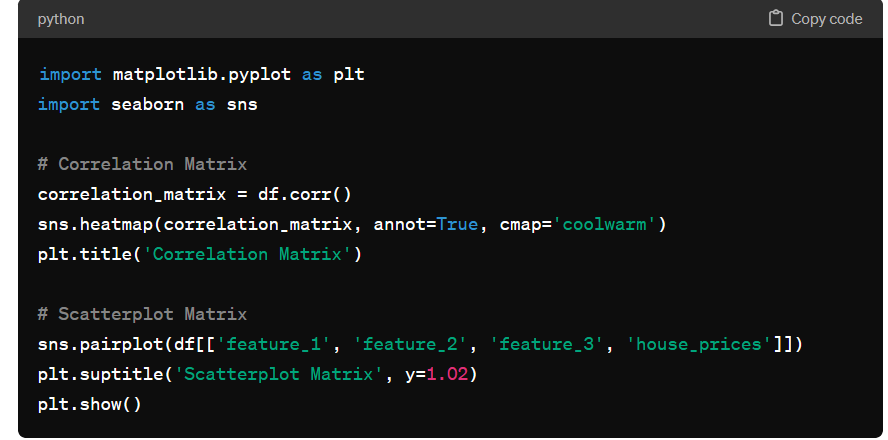 python
Copy code
import matplotlib.pyplot as plt
import seaborn as sns
# Correlation Matrix
correlation_matrix = df.corr()
sns.heatmap(correlation_matrix, annot=True, cmap='coolwarm')
plt.title('Correlation Matrix')
# Scatterplot Matrix
sns.pairplot(df[['feature_1', 'feature_2', 'feature_3', 'house_prices']])
plt.suptitle('Scatterplot Matrix', y=1.02)
plt.show()